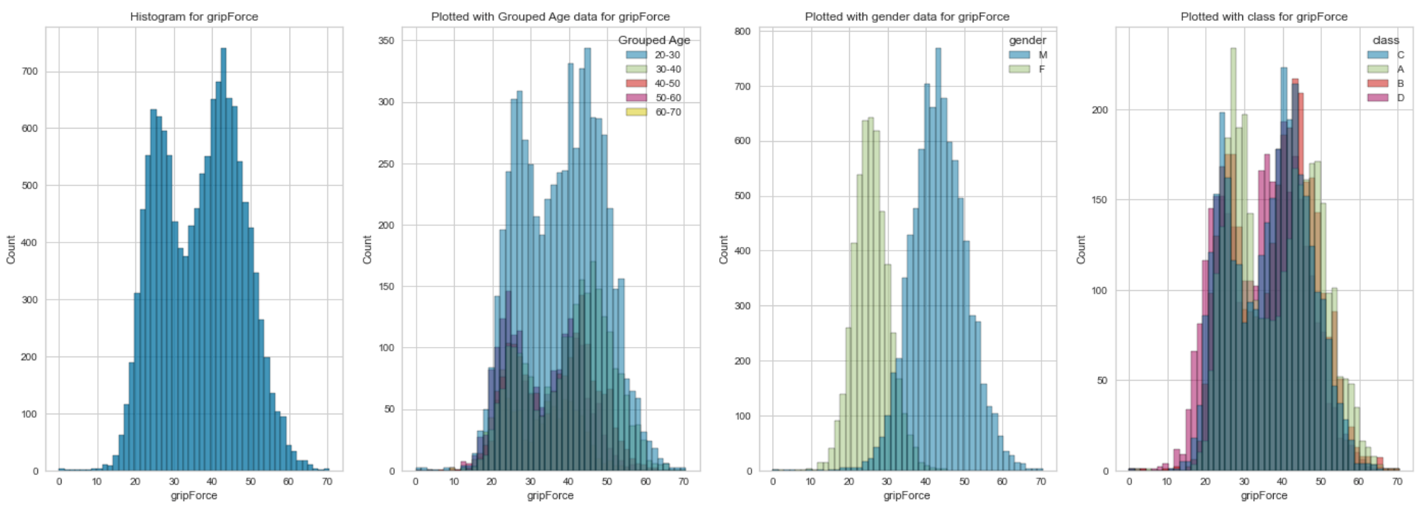 Histogram for gripForce
700
600
500
400
300
200
100
0
Count
0 10 20 30 40 50 60 70
gripForce
Plotted with Grouped Age data for gripForce
Grouped Age
20-30
30-40
40-50
50-60
60-70
350
300
250
200
150
100
50
0
Count
0 10 20 30 40 50 60 70
gripForce
Plotted with gender data for gripForce
gender
M
F
800
700
600
500
400
300
200
100
0
Count
0 10 20 30 40 50 60 70
gripForce
Plotted with class for gripForce
class
C
A
B
D
200
150
100
50
0
Count
0 10 20 30 40 50 60 70
gripForce